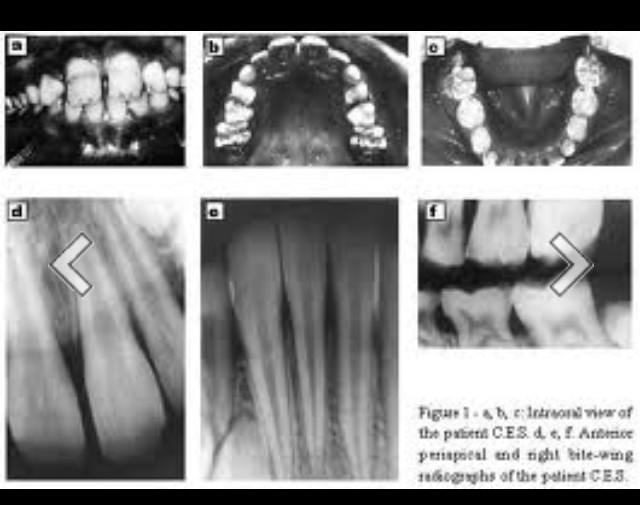 a
b
c
d
e
f
Figure 1 - a, b, c: Intraoral view of
the patient C.E.S. d, e, f. Anterior
periapical and right bite-wing
radiographs of the patient C.E.S.